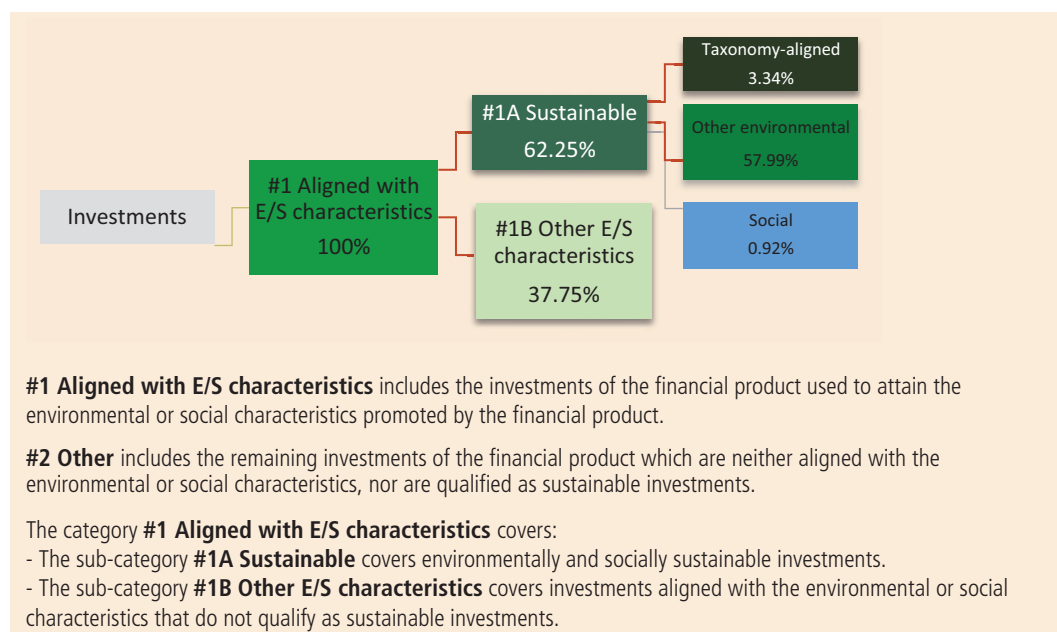 Investments
#1 Aligned with
E/S characteristics
100%
#1A Sustainable
62.25%
#1B Other E/S
characteristics
37.75%
Taxonomy-aligned
3.34%
Other environmental
57.99%
Social
0.92%
#1 Aligned with E/S characteristics includes the investments of the financial product used to attain the
environmental or social characteristics promoted by the financial product.
#2 Other includes the remaining investments of the financial product which are neither aligned with the
environmental or social characteristics, nor are qualified as sustainable investments.
The category #1 Aligned with E/S characteristics covers:
- The sub-category #1A Sustainable covers environmentally and socially sustainable investments.
- The sub-category #1B Other E/S characteristics covers investments aligned with the environmental or social
characteristics that do not qualify as sustainable investments.